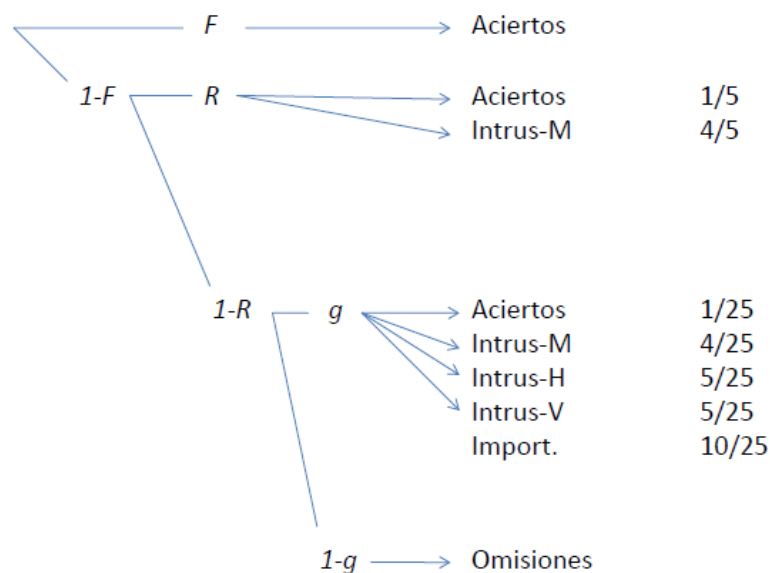 F Aciertos
1-F R Aciertos 1/5
Intrus-M 4/5
1-R g Aciertos 1/25
Intrus-M 4/25
Intrus-H 5/25
Intrus-V 5/25
Import. 10/25
1-g Omisiones